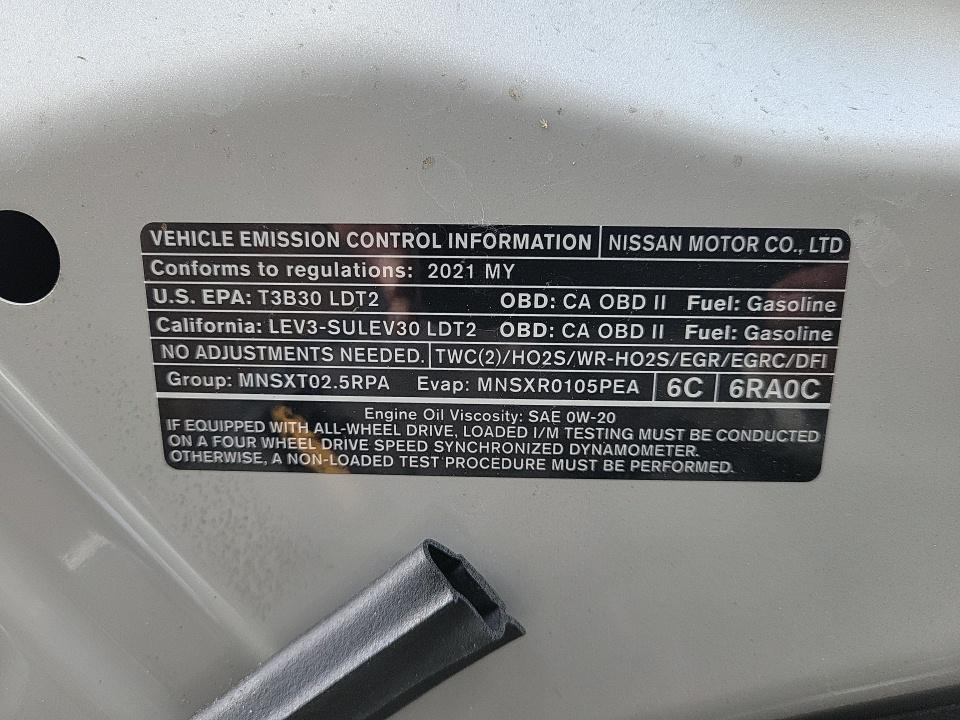 VEHICLE EMISSION CONTROL INFORMATION NISSAN MOTOR CO., LTD
Conforms to regulations: 2021 MY
U.S. EPA: T3B30 LDT2 OBD: CA OBD II Fuel: Gasoline
California: LEV3-SULEV30 LDT2 OBD: CA OBD II Fuel: Gasoline
NO ADJUSTMENTS NEEDED. TWC(2)/HO2S/WR-HO2S/EGR/EGRC/DFI
Group: MNSXT02.5RPA Evap: MNSXR0105PEA 6C 6RA0C
Engine Oil Viscosity: SAE 0W-20
IF EQUIPPED WITH ALL-WHEEL DRIVE, LOADED I/M TESTING MUST BE CONDUCTED
ON A FOUR WHEEL DRIVE SPEED SYNCHRONIZED DYNAMOMETER.
OTHERWISE, A NON-LOADED TEST PROCEDURE MUST BE PERFORMED.